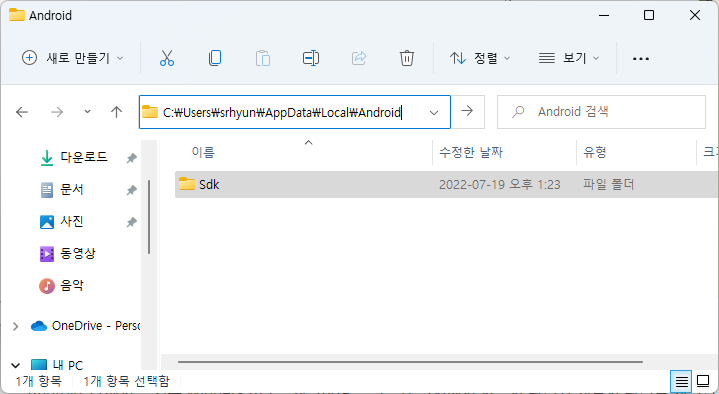 Android
새로 만들기
정렬
보기
C:₩Users₩srhyun₩AppData₩Local₩Android
Android 검색
이름
수정한 날짜
유형
Sdk
2022-07-19 오후 1:23
파일 폴더
다운로드
문서
사진
동영상
음악
OneDrive - Perso
내 PC
1개 항목
1개 항목 선택함